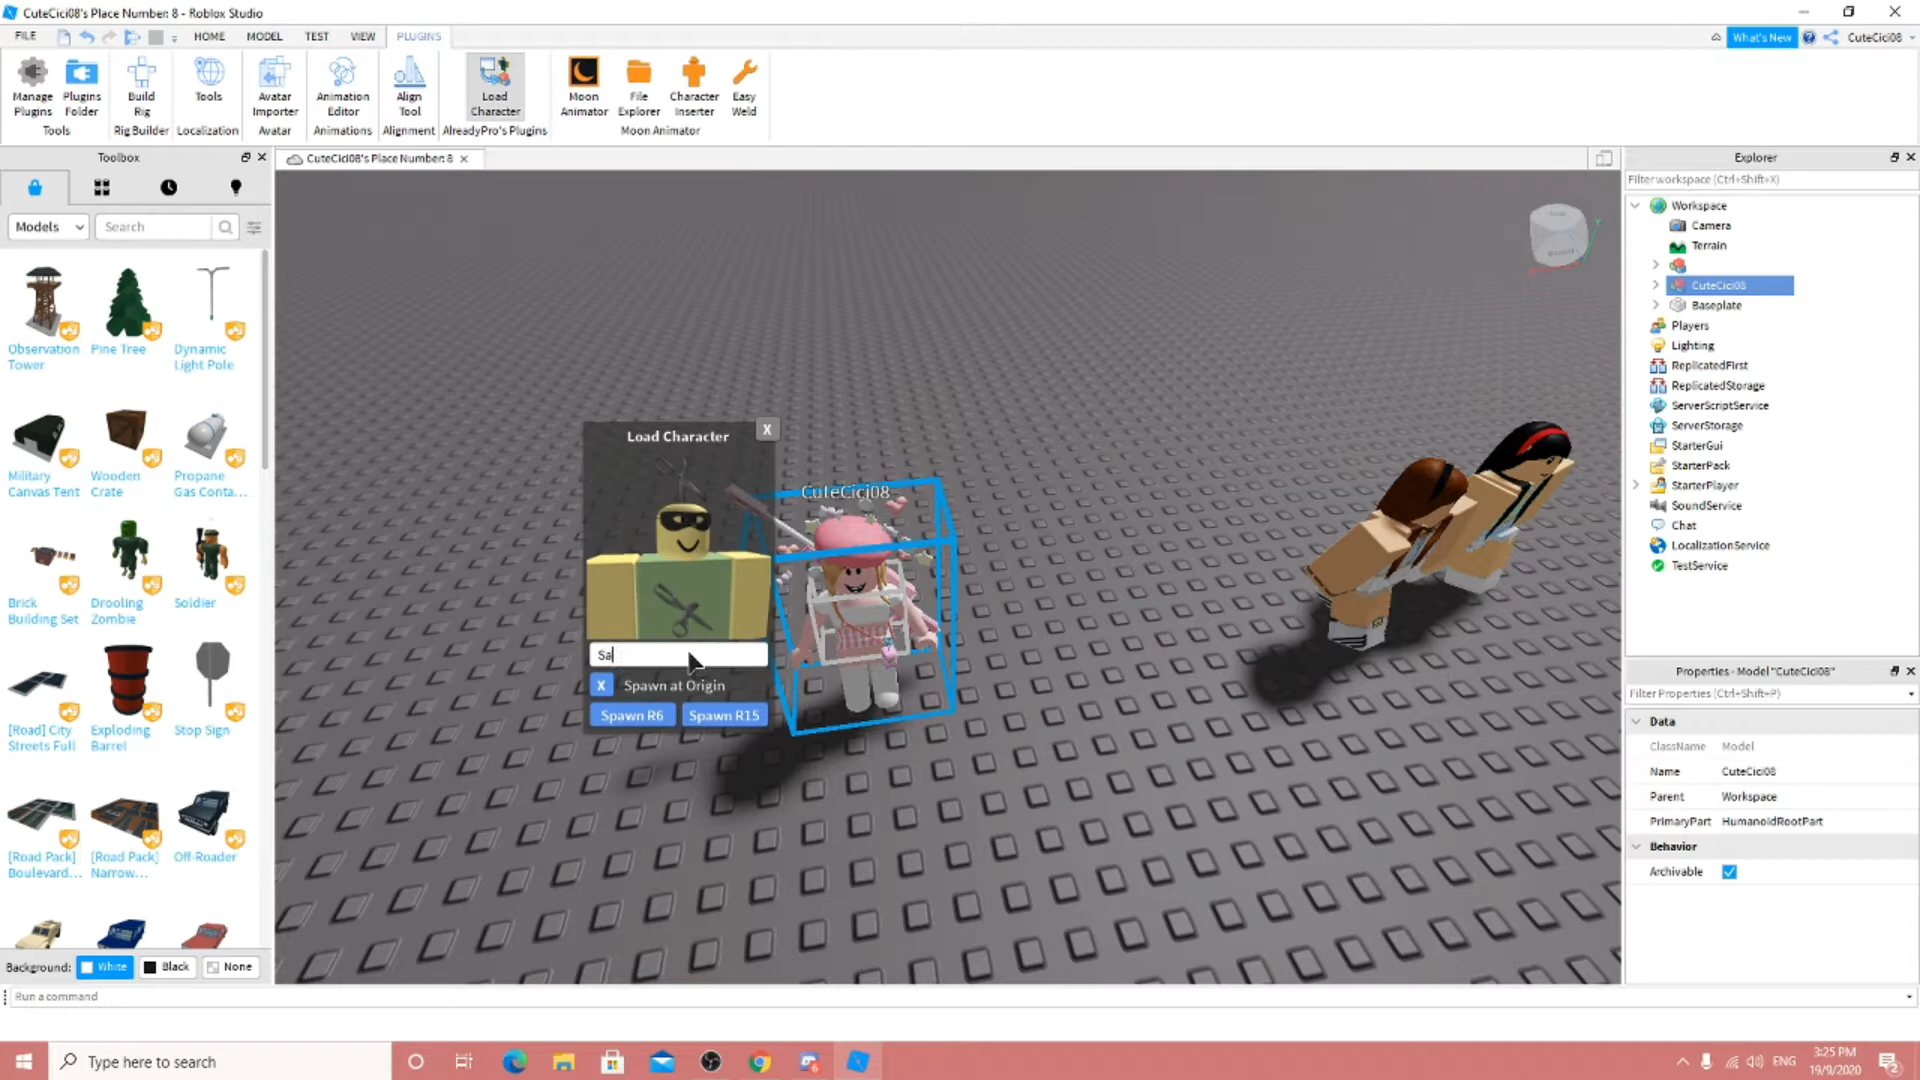 CuteCici08's Place Number: 8 - Roblox Studio
FILE HOME MODEL TEST VIEW PLUGINS What's New CuteCici08
Manage Plugins
Plugins Folder
Build Rig
Tools
Avatar Importer
Animation Editor
Align Tool
Load Character
Moon Animator
File Explorer
Character Inserter
Easy Weld
Tools Rig Builder Localization Avatar Animations Alignment AlreadyPro's Plugins Moon Animator
Toolbox
CuteCici08's Place Number: 8
Explorer
Filter workspace (Ctrl+Shift+X)
Models Search
Observation Tower
Pine Tree
Dynamic Light Pole
Military Canvas Tent
Wooden Crate
Propane Gas Conta...
Brick Building Set
Drooling Zombie
Soldier
[Road] City Streets Full
Exploding Barrel
Stop Sign
[Road Pack] Boulevard...
[Road Pack] Narrow...
Off-Roader
Background: White Black None
Load Character
X
CuteCici08
Sa
X Spawn at Origin
Spawn R6 Spawn R15
Workspace
Camera
Terrain
CuteCici08
Baseplate
Players
Lighting
ReplicatedFirst
ReplicatedStorage
ServerScriptService
ServerStorage
StarterGui
StarterPack
StarterPlayer
SoundService
Chat
LocalizationService
TestService
Properties - Model "CuteCici08"
Filter Properties (Ctrl+Shift+P)
Data
ClassName Model
Name CuteCici08
Parent Workspace
PrimaryPart HumanoidRootPart
Behavior
Archivable
Run a command
Type here to search
ENG
3:25 PM
19/9/2020